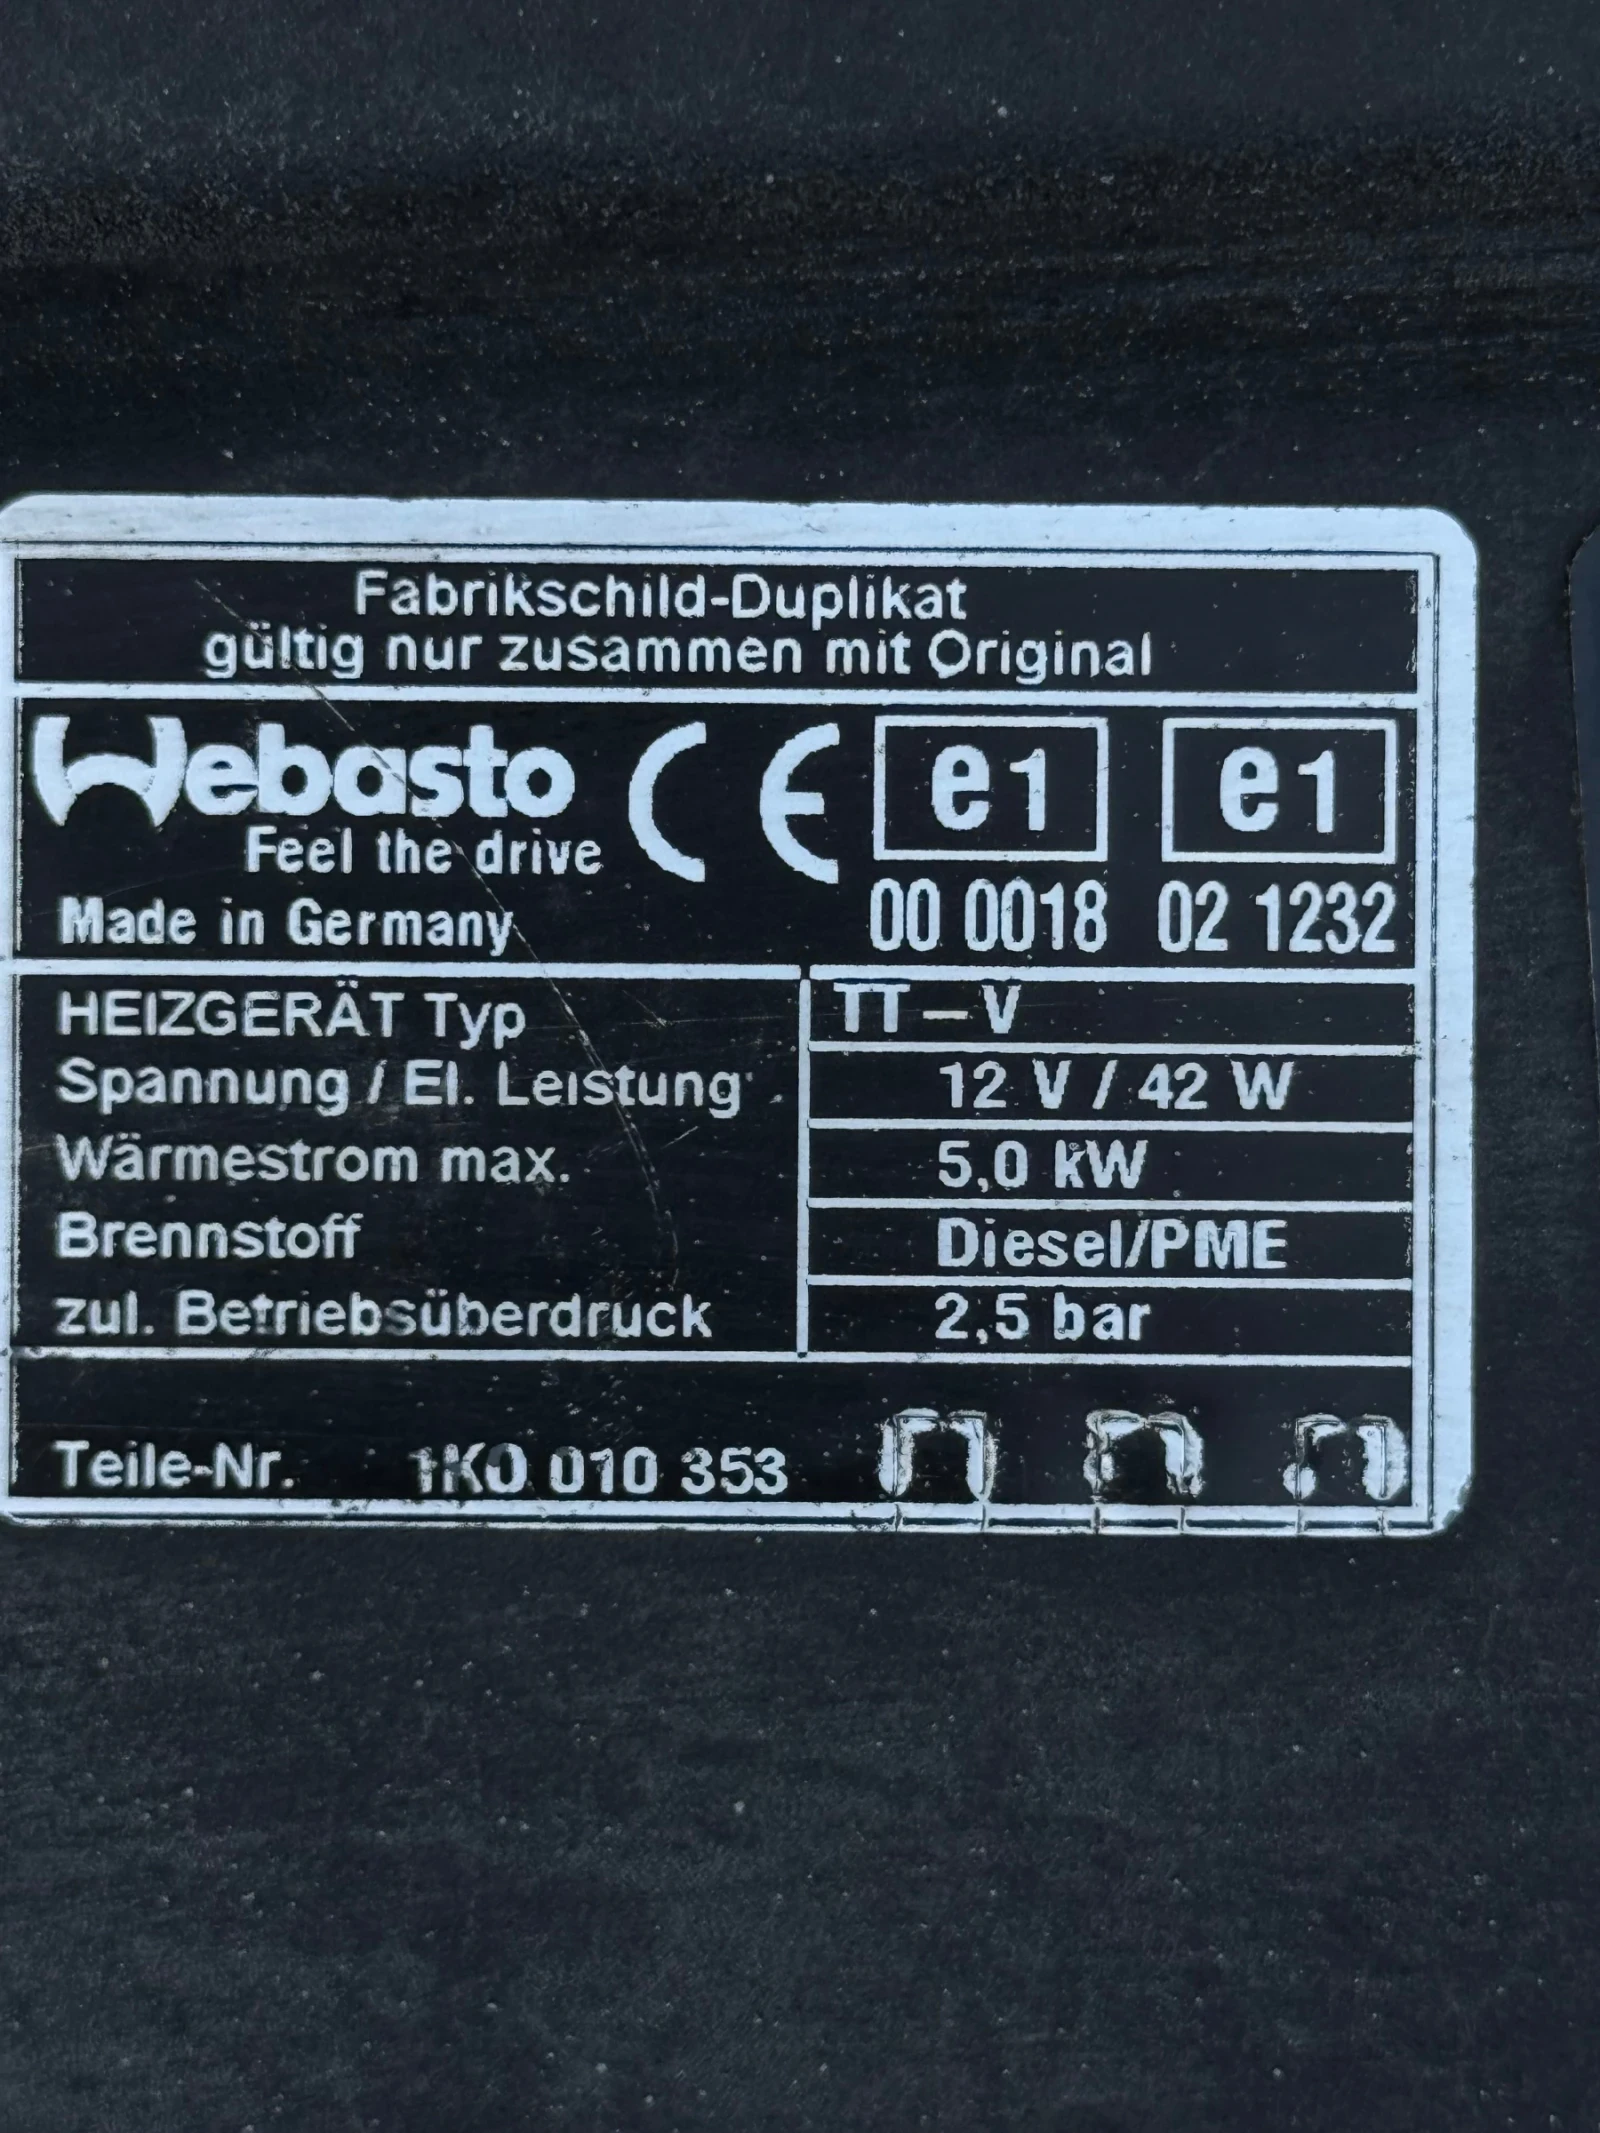 Fabrikschild-Duplikat
gültig nur zusammen mit Original
Webasto CE e1 e1
Feel the drive
Made in Germany 00 0018 02 1232
HEIZGERÄT Typ TT – V
Spannung / El. Leistung 12 V / 42 W
Wärmestrom max. 5,0 kW
Brennstoff Diesel/PME
zul. Betriebsüberdruck 2,5 bar
Teile-Nr. 1K0 010 353